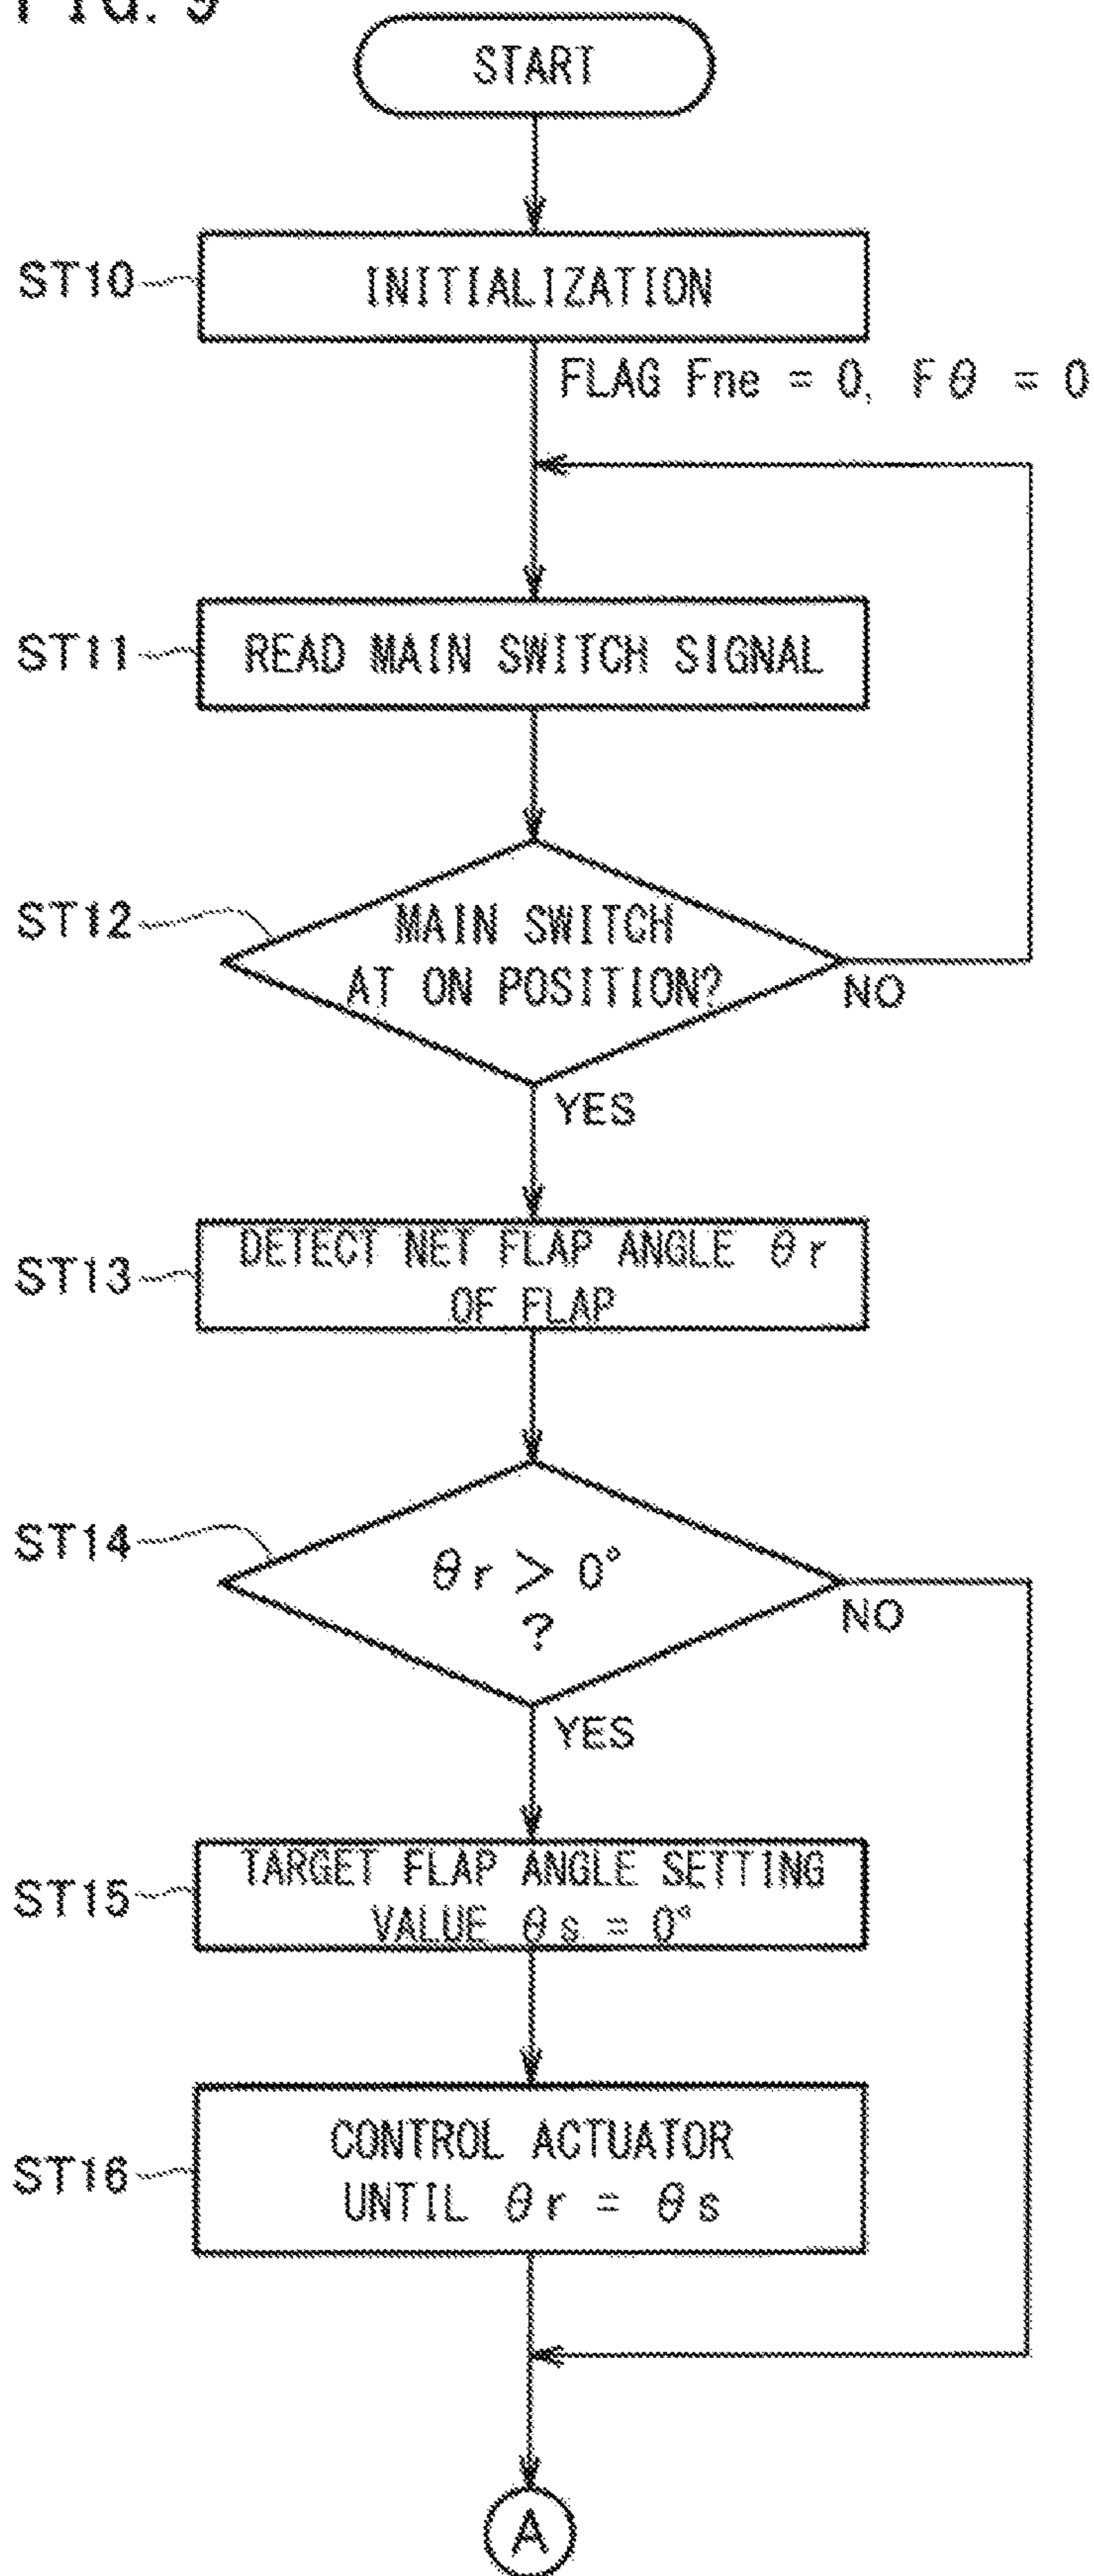 START
ST10
INITIALIZATION
FLAG Fne = 0, Fθ = 0
ST11
READ MAIN SWITCH SIGNAL
ST12
MAIN SWITCH
AT ON POSITION?
NO
YES
ST13
DETECT NET FLAP ANGLE θr
OF FLAP
ST14
θr > 0°
?
NO
YES
ST15
TARGET FLAP ANGLE SETTING
VALUE θs = 0°
ST16
CONTROL ACTUATOR
UNTIL θr = θs
A